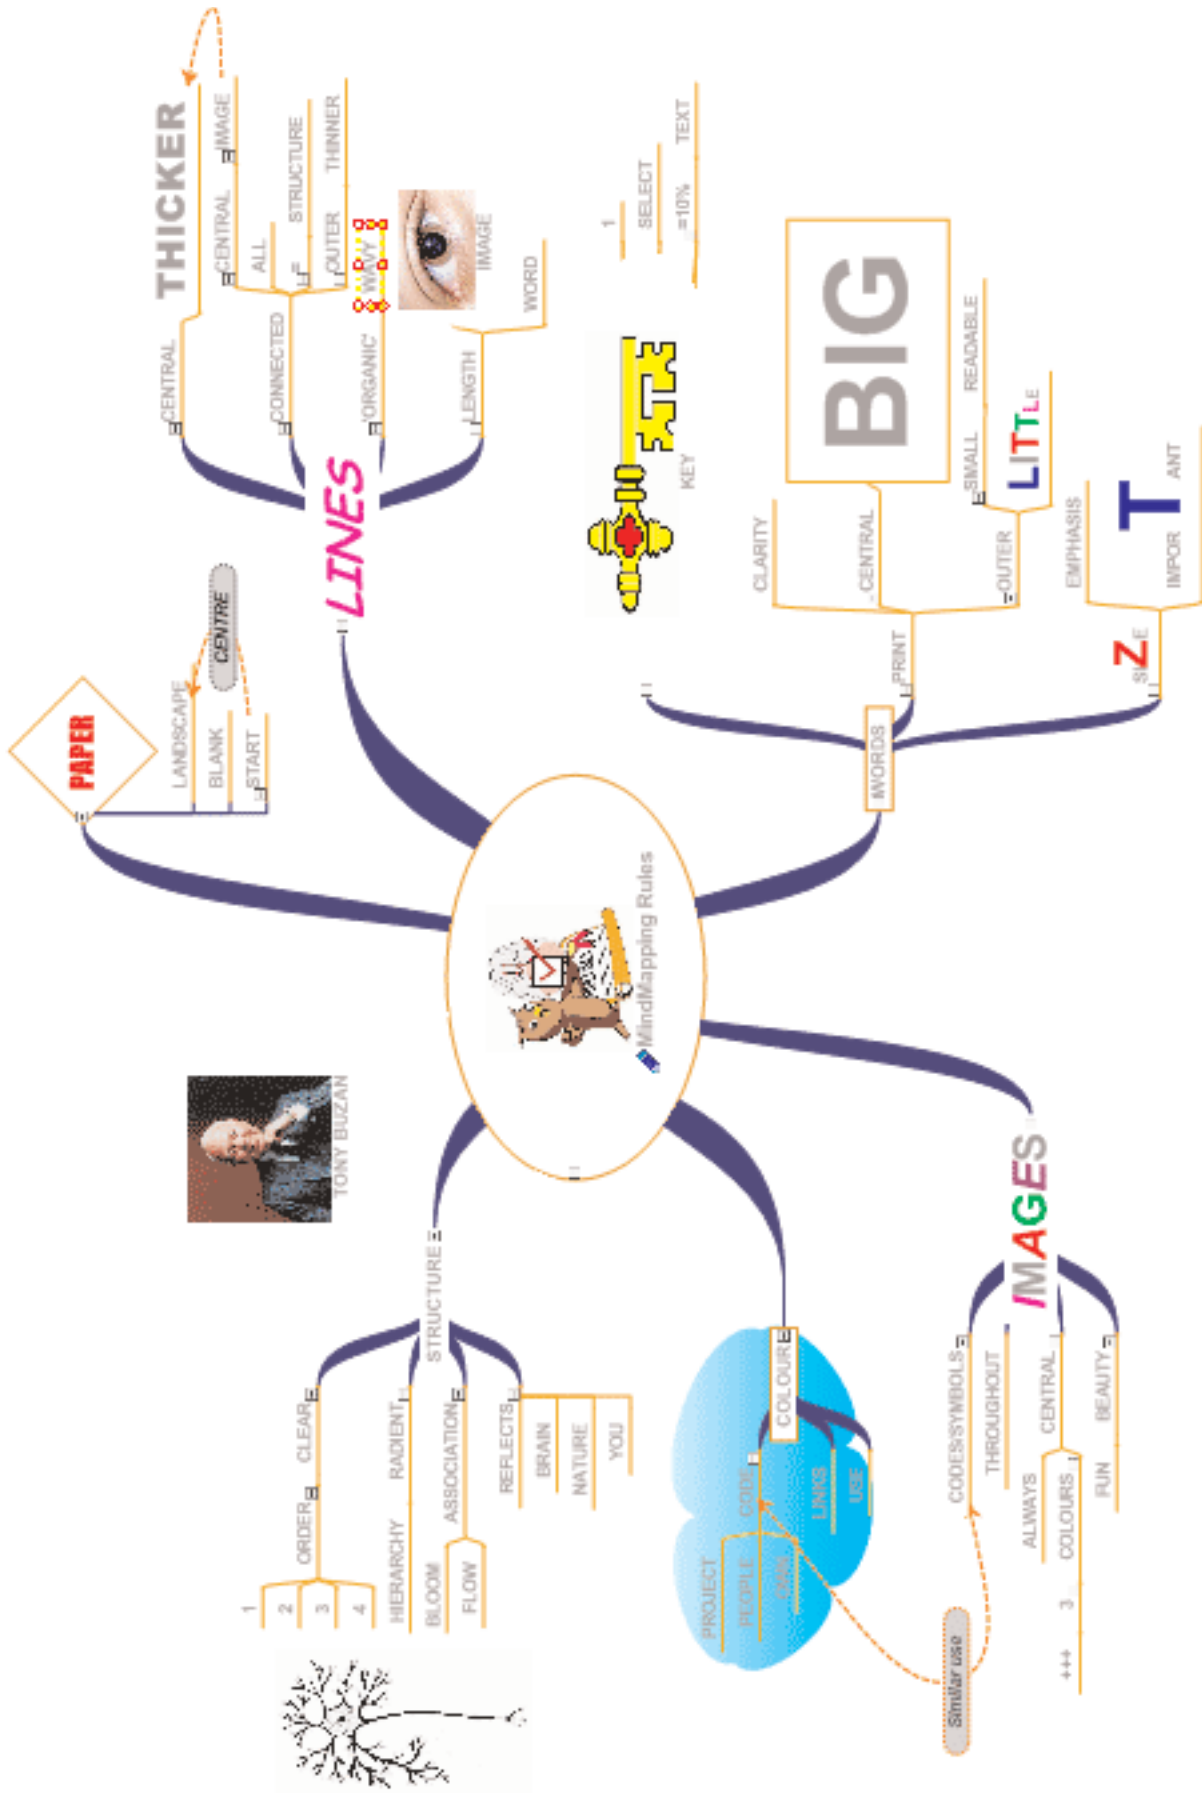 MindMapping Rules
PAPER
LANDSCAPE
BLANK
START
CENTRE
LINES
CENTRAL
THICKER
CONNECTED
CENTRAL IMAGE
ALL
= STRUCTURE
OUTER THINNER
'ORGANIC'
WAVY
LENGTH
IMAGE
WORD
WORDS
KEY
1
SELECT
=10% TEXT
PRINT
CLARITY
CENTRAL
BIG
OUTER
SMALL READABLE
LITTLE
SIZE
EMPHASIS
IMPORTANT
IMAGES
CODES/SYMBOLS
THROUGHOUT
CENTRAL
ALWAYS
COLOURS 3 +++
BEAUTY FUN
Similar use
COLOUR
CODE
PROJECT
PEOPLE
LINKS
USE
STRUCTURE
CLEAR ORDER
1
2
3
4
RADIENT HIERARCHY
ASSOCIATION
BLOOM
FLOW
REFLECTS
BRAIN
NATURE
YOU
TONY BUZAN